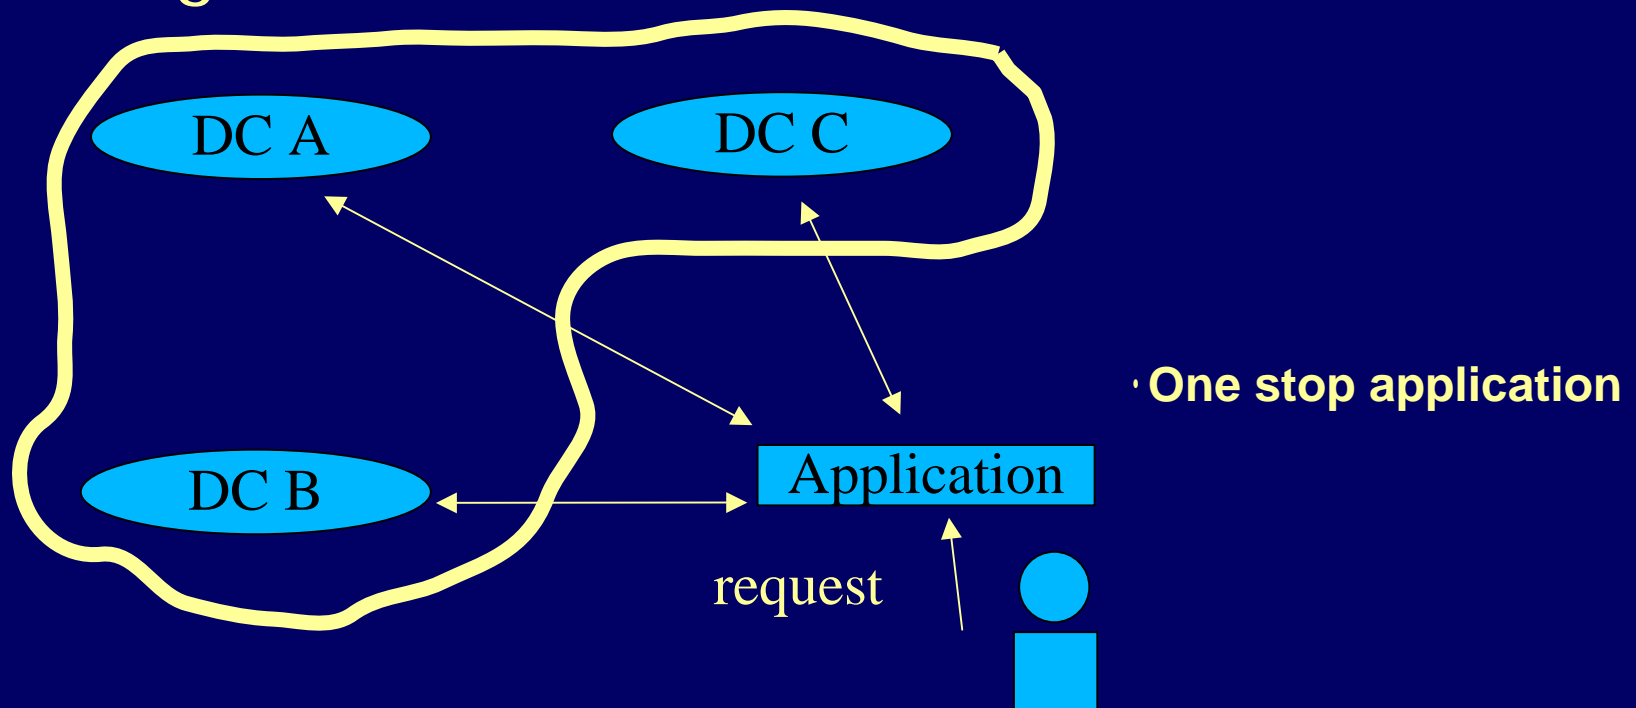 DC A
DC C
• One stop application
Application
DC B
request